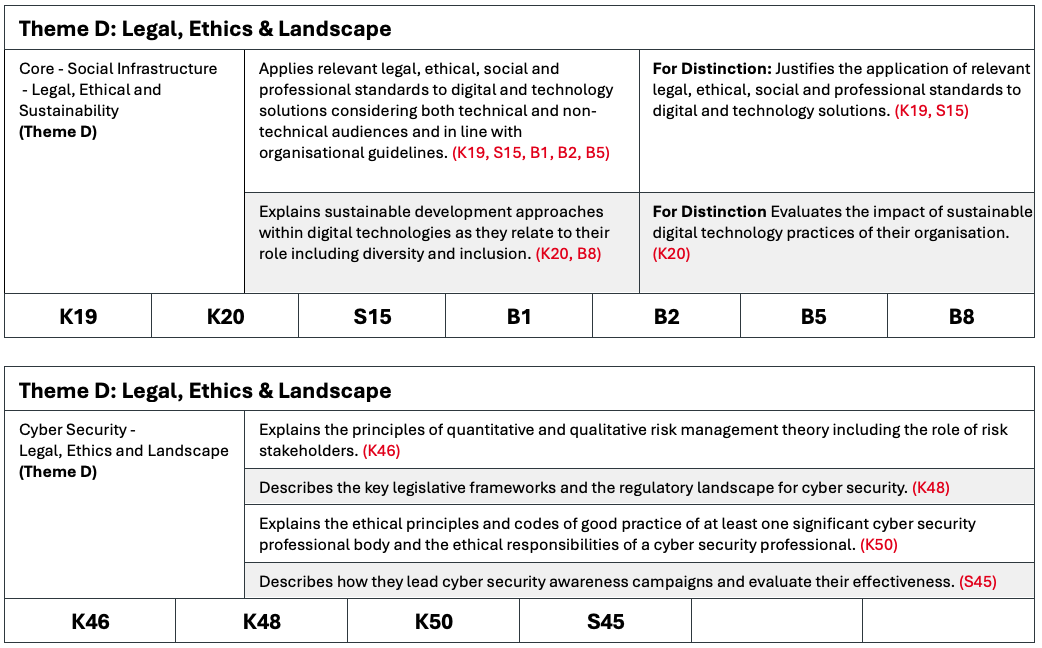 Theme D: Legal, Ethics & Landscape
Core - Social Infrastructure
- Legal, Ethical and
Sustainability
(Theme D)
Applies relevant legal, ethical, social and
professional standards to digital and technology
solutions considering both technical and non-
technical audiences and in line with
organisational guidelines. (K19, S15, B1, B2, B5)
For Distinction: Justifies the application of relevant
legal, ethical, social and professional standards to
digital and technology solutions. (K19, S15)
Explains sustainable development approaches
within digital technologies as they relate to their
role including diversity and inclusion. (K20, B8)
For Distinction Evaluates the impact of sustainable
digital technology practices of their organisation.
(K20)
K19 K20 S15 B1 B2 B5 B8
Theme D: Legal, Ethics & Landscape
Cyber Security -
Legal, Ethics and Landscape
(Theme D)
Explains the principles of quantitative and qualitative risk management theory including the role of risk
stakeholders. (K46)
Describes the key legislative frameworks and the regulatory landscape for cyber security. (K48)
Explains the ethical principles and codes of good practice of at least one significant cyber security
professional body and the ethical responsibilities of a cyber security professional. (K50)
Describes how they lead cyber security awareness campaigns and evaluate their effectiveness. (S45)
K46 K48 K50 S45